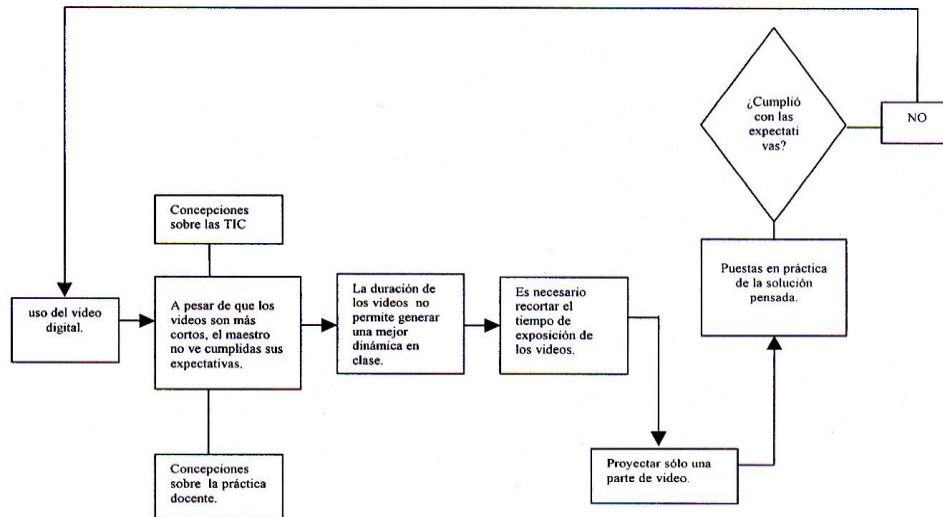 ¿Cumplió
con las
expectati
vas?
NO
Concepciones
sobre las TIC
uso del video
digital.
A pesar de que los
videos son más
cortos, el maestro
no ve cumplidas sus
expectativas.
La duración de
los videos no
permite generar
una mejor
dinámica en
clase.
Es necesario
recortar el
tiempo de
exposición de
los videos.
Puestas en práctica
de la solución
pensada.
Concepciones
sobre la práctica
docente.
Proyectar sólo una
parte de video.